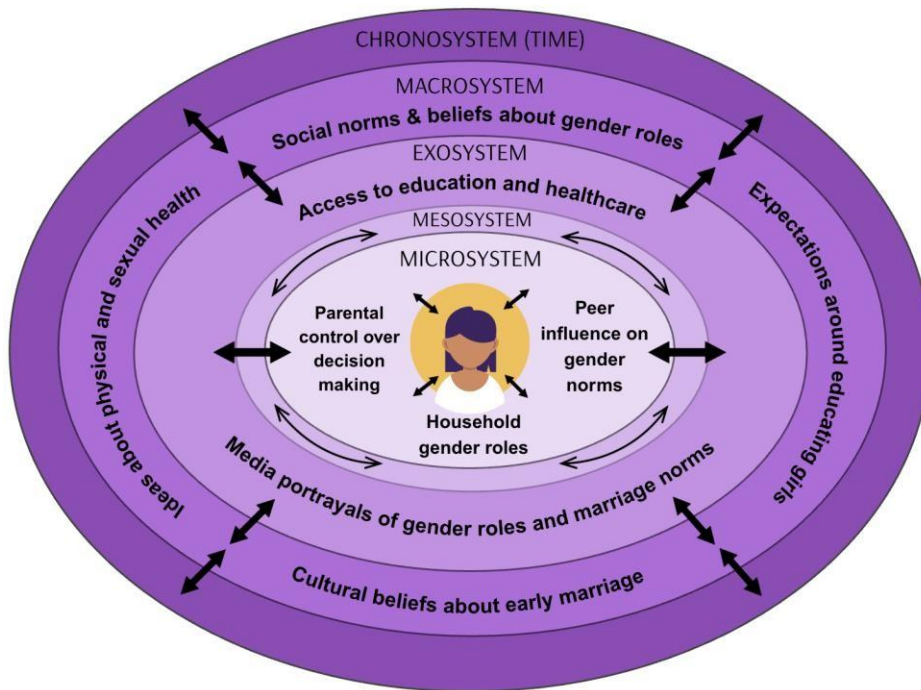 CHRONOSYSTEM (TIME)
MACROSYSTEM
Social norms & beliefs about gender roles
EXOSYSTEM
Access to education and healthcare
MESOSYSTEM
MICROSYSTEM
Parental
control over
decision
making
Peer
influence on
gender
norms
Household
gender roles
Ideas about physical and sexual health
Expectations around educating girls
Media portrayals of gender roles and marriage norms
Cultural beliefs about early marriage